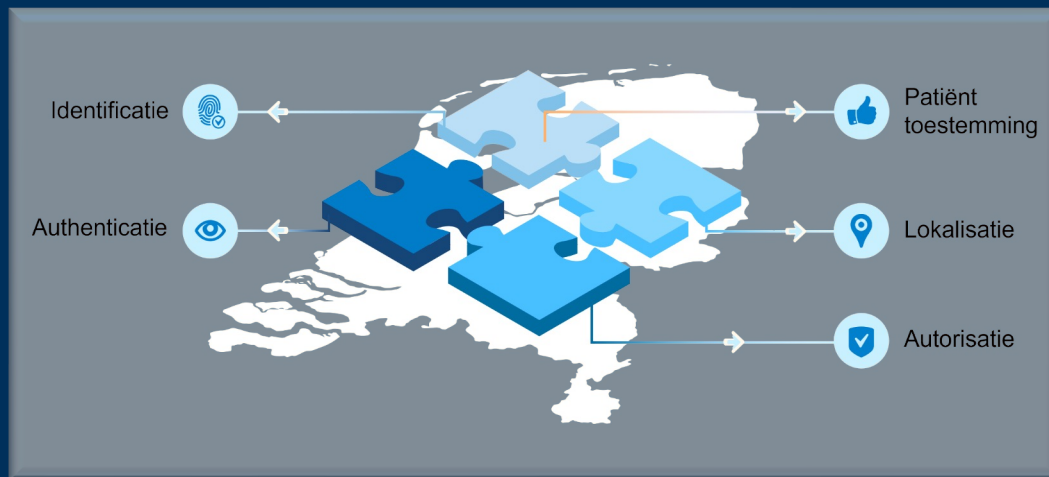 Identificatie
Patiënt
toestemming
Authenticatie
Lokalisatie
Autorisatie